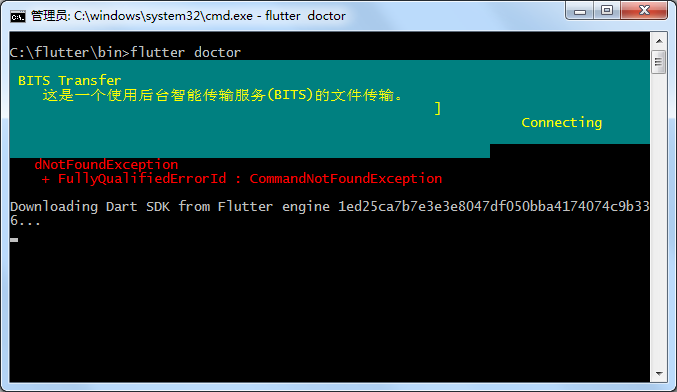 管理员: C:\windows\system32\cmd.exe - flutter  doctor
C:\flutter\bin>flutter doctor
BITS Transfer
这是一个使用后台智能传输服务(BITS)的文件传输。
]
Connecting
dNotFoundException
+ FullyQualifiedErrorId : CommandNotFoundException
Downloading Dart SDK from Flutter engine 1ed25ca7b7e3e3e8047df050bba4174074c9b33
6...